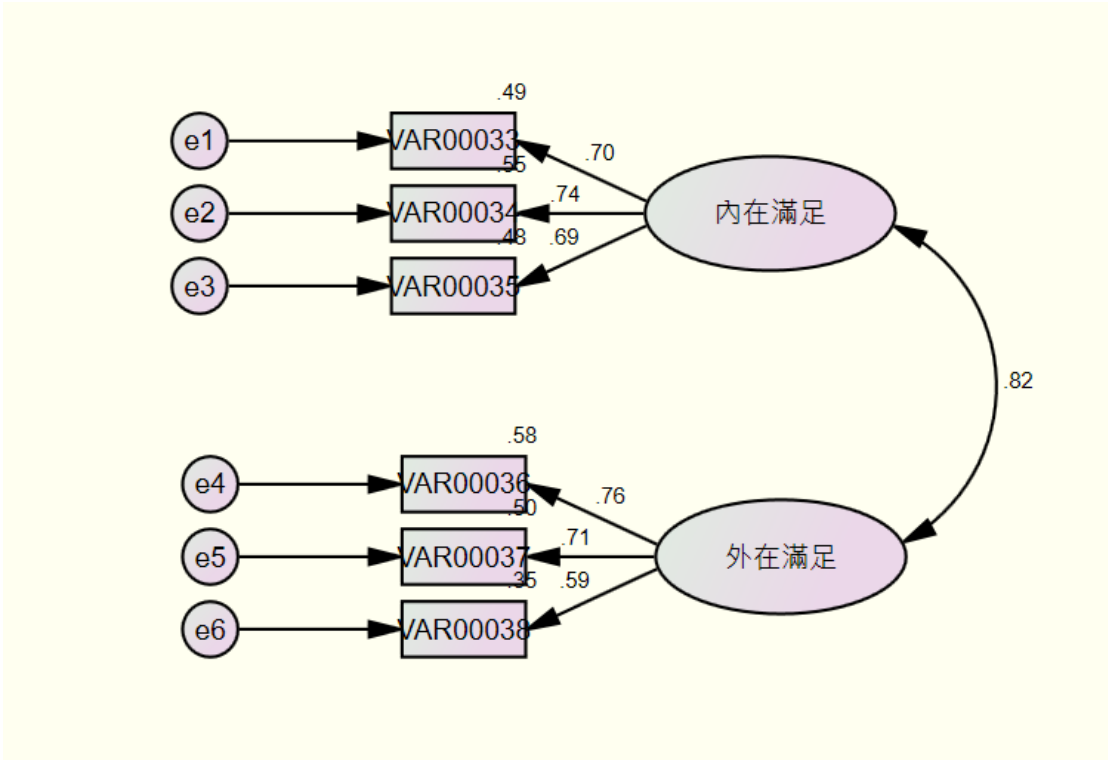 .49
e1
VAR00033
.70
.55
e2
VAR00034
.74
內在滿足
.48
.69
e3
VAR00035
.82
.58
e4
VAR00036
.76
.50
e5
VAR00037
.71
外在滿足
.35
.59
e6
VAR00038